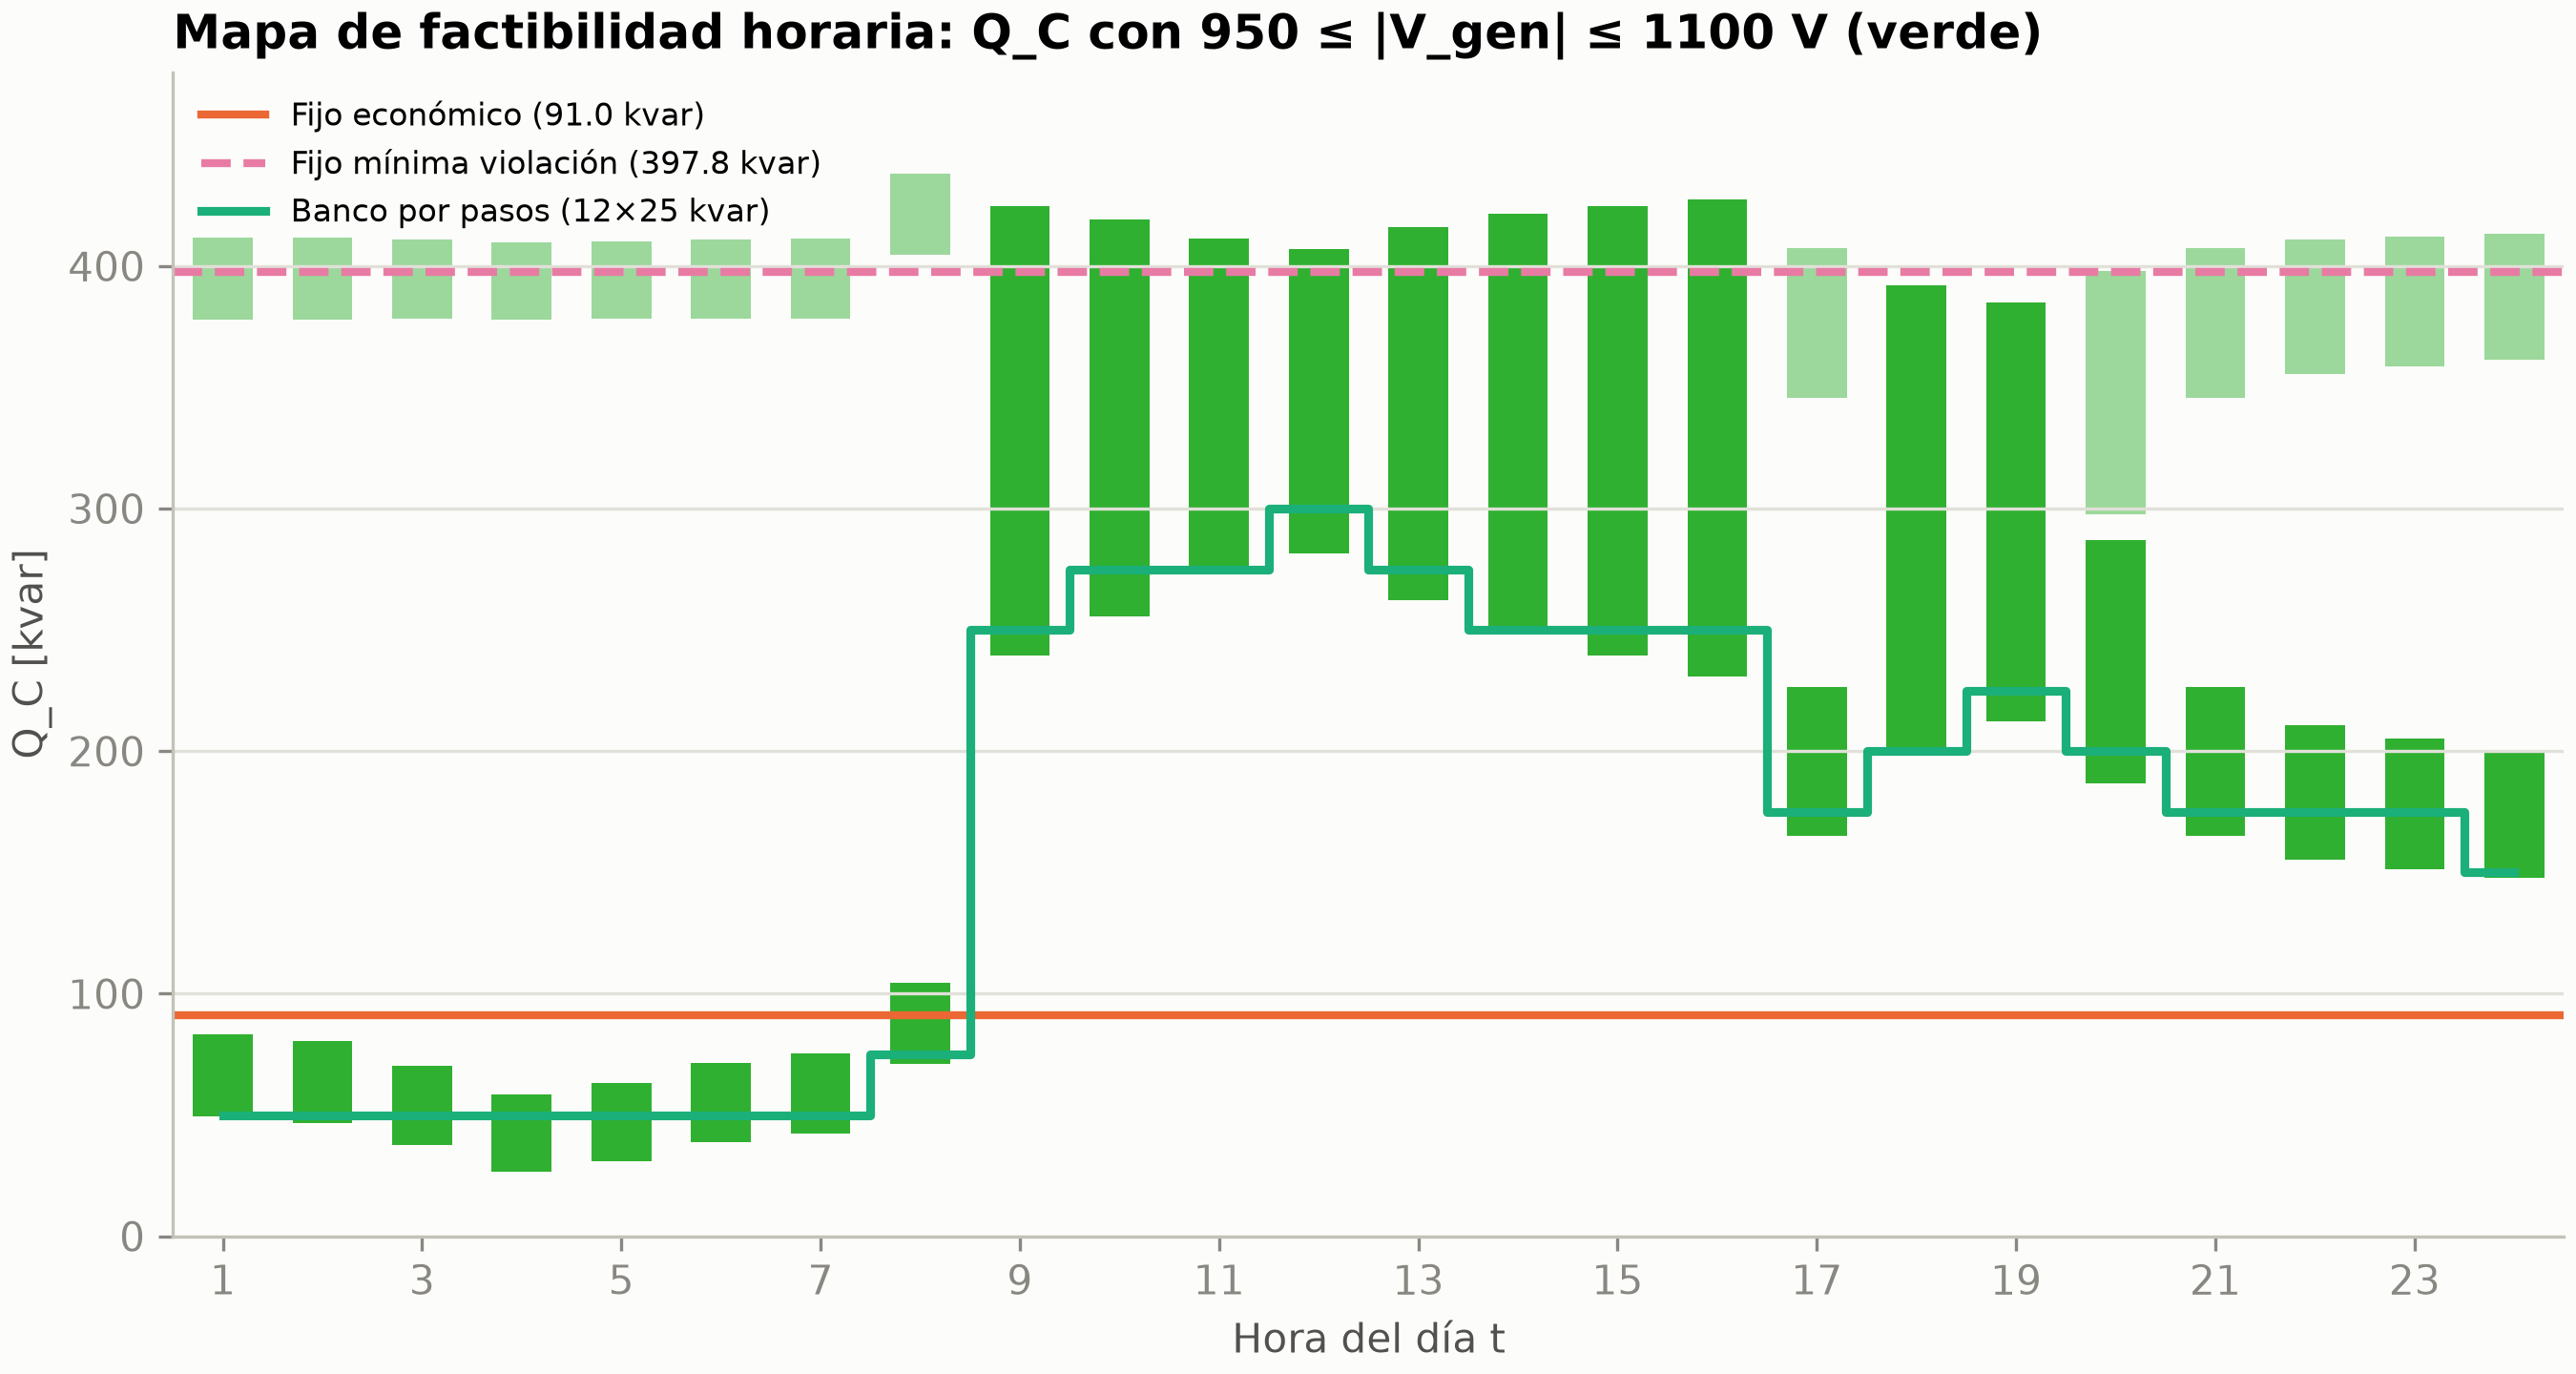 Mapa de factibilidad horaria: Q_C con 950 ≤ |V_gen| ≤ 1100 V (verde)
Fijo económico (91.0 kvar)
Fijo mínima violación (397.8 kvar)
Banco por pasos (12×25 kvar)
Q_C [kvar]
400
300
200
100
0
1 3 5 7 9 11 13 15 17 19 21 23
Hora del día t